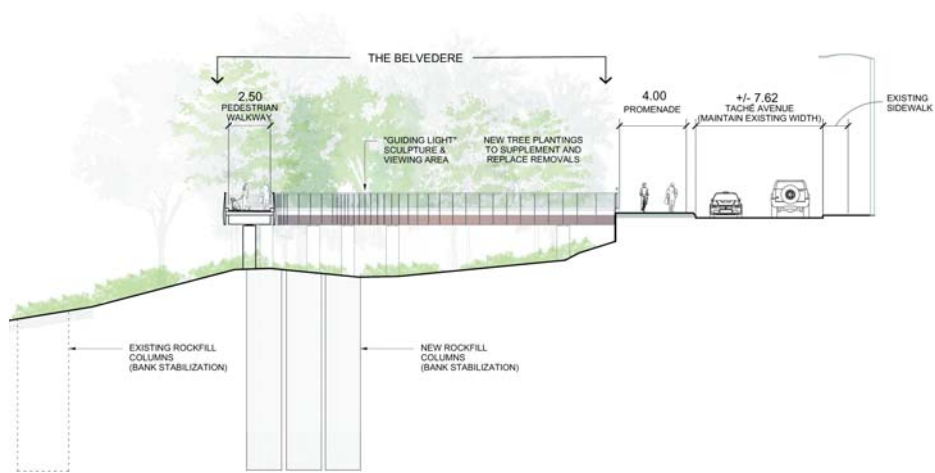 THE BELVEDERE
2.50
PEDESTRIAN
WALKWAY
"GUIDING LIGHT"
SCULPTURE &
VIEWING AREA
NEW TREE PLANTINGS
TO SUPPLEMENT AND
REPLACE REMOVALS
4.00
PROMENADE
+/- 7.62
TACHÉ AVENUE
(MAINTAIN EXISTING WIDTH)
EXISTING
SIDEWALK
EXISTING ROCKFILL
COLUMNS
(BANK STABILIZATION)
NEW ROCKFILL
COLUMNS
(BANK STABILIZATION)